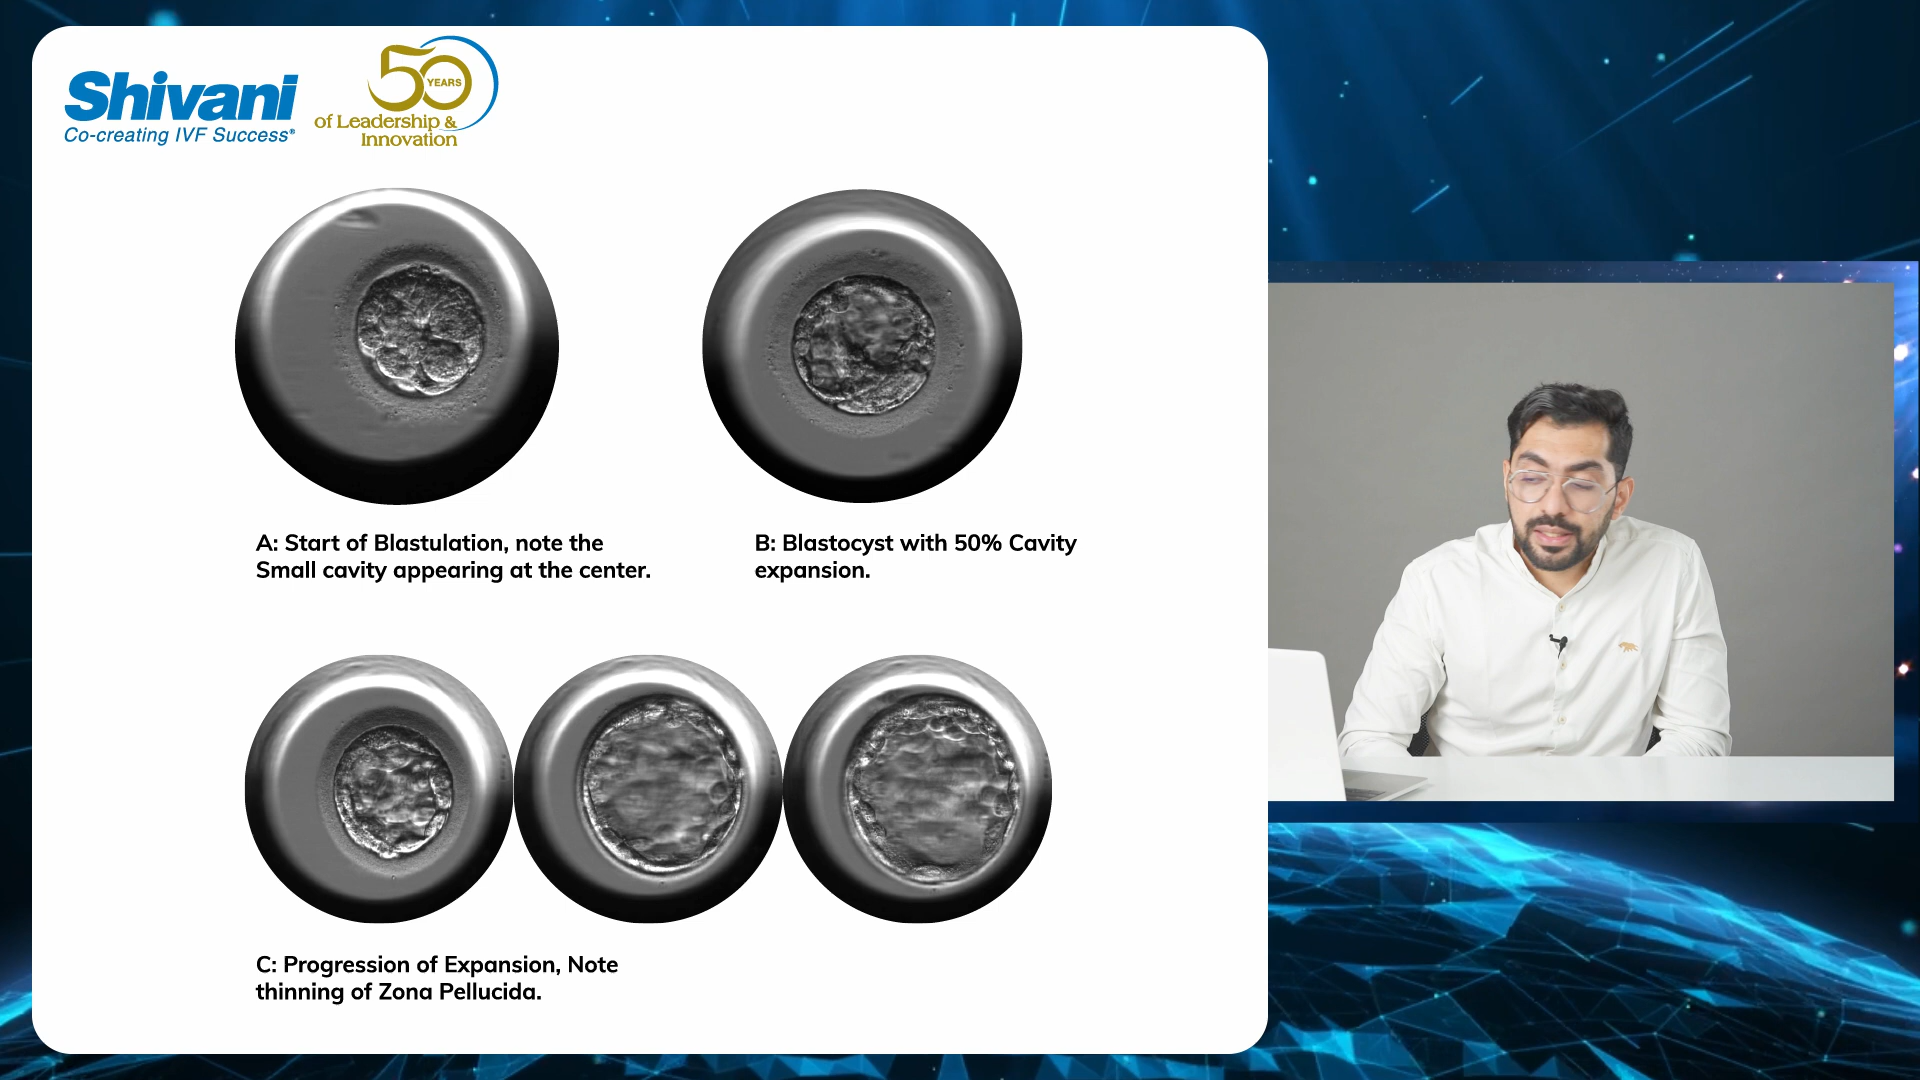 Shivani
Co-creating IVF Success®
50
YEARS
of Leadership &
Innovation
A: Start of Blastulation, note the
Small cavity appearing at the center.
B: Blastocyst with 50% Cavity
expansion.
C: Progression of Expansion, Note
thinning of Zona Pellucida.